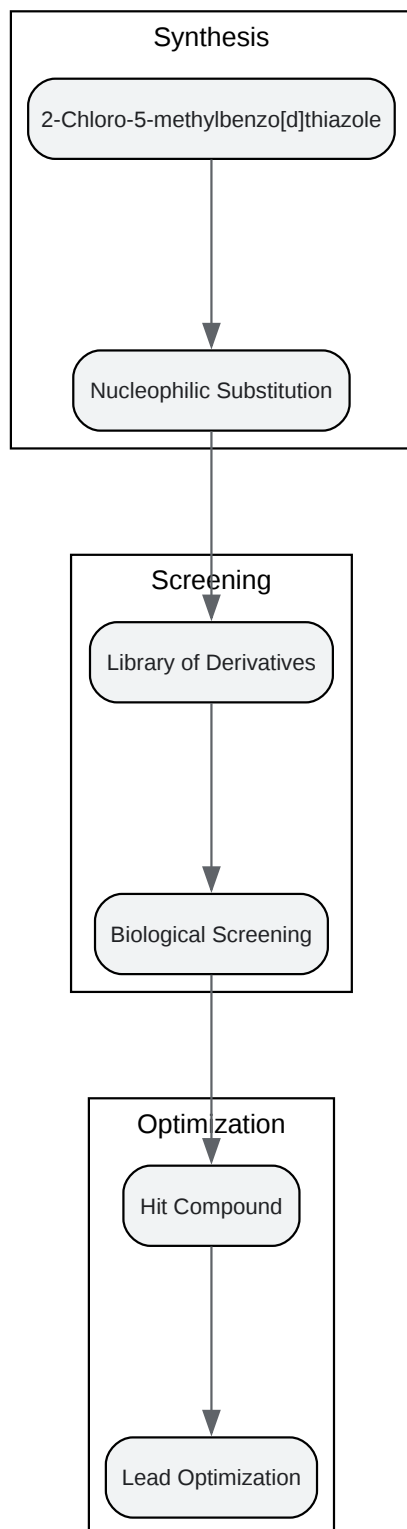 Synthesis
2-Chloro-5-methylbenzo[d]thiazole
Nucleophilic Substitution
Screening
Library of Derivatives
Biological Screening
Optimization
Hit Compound
Lead Optimization